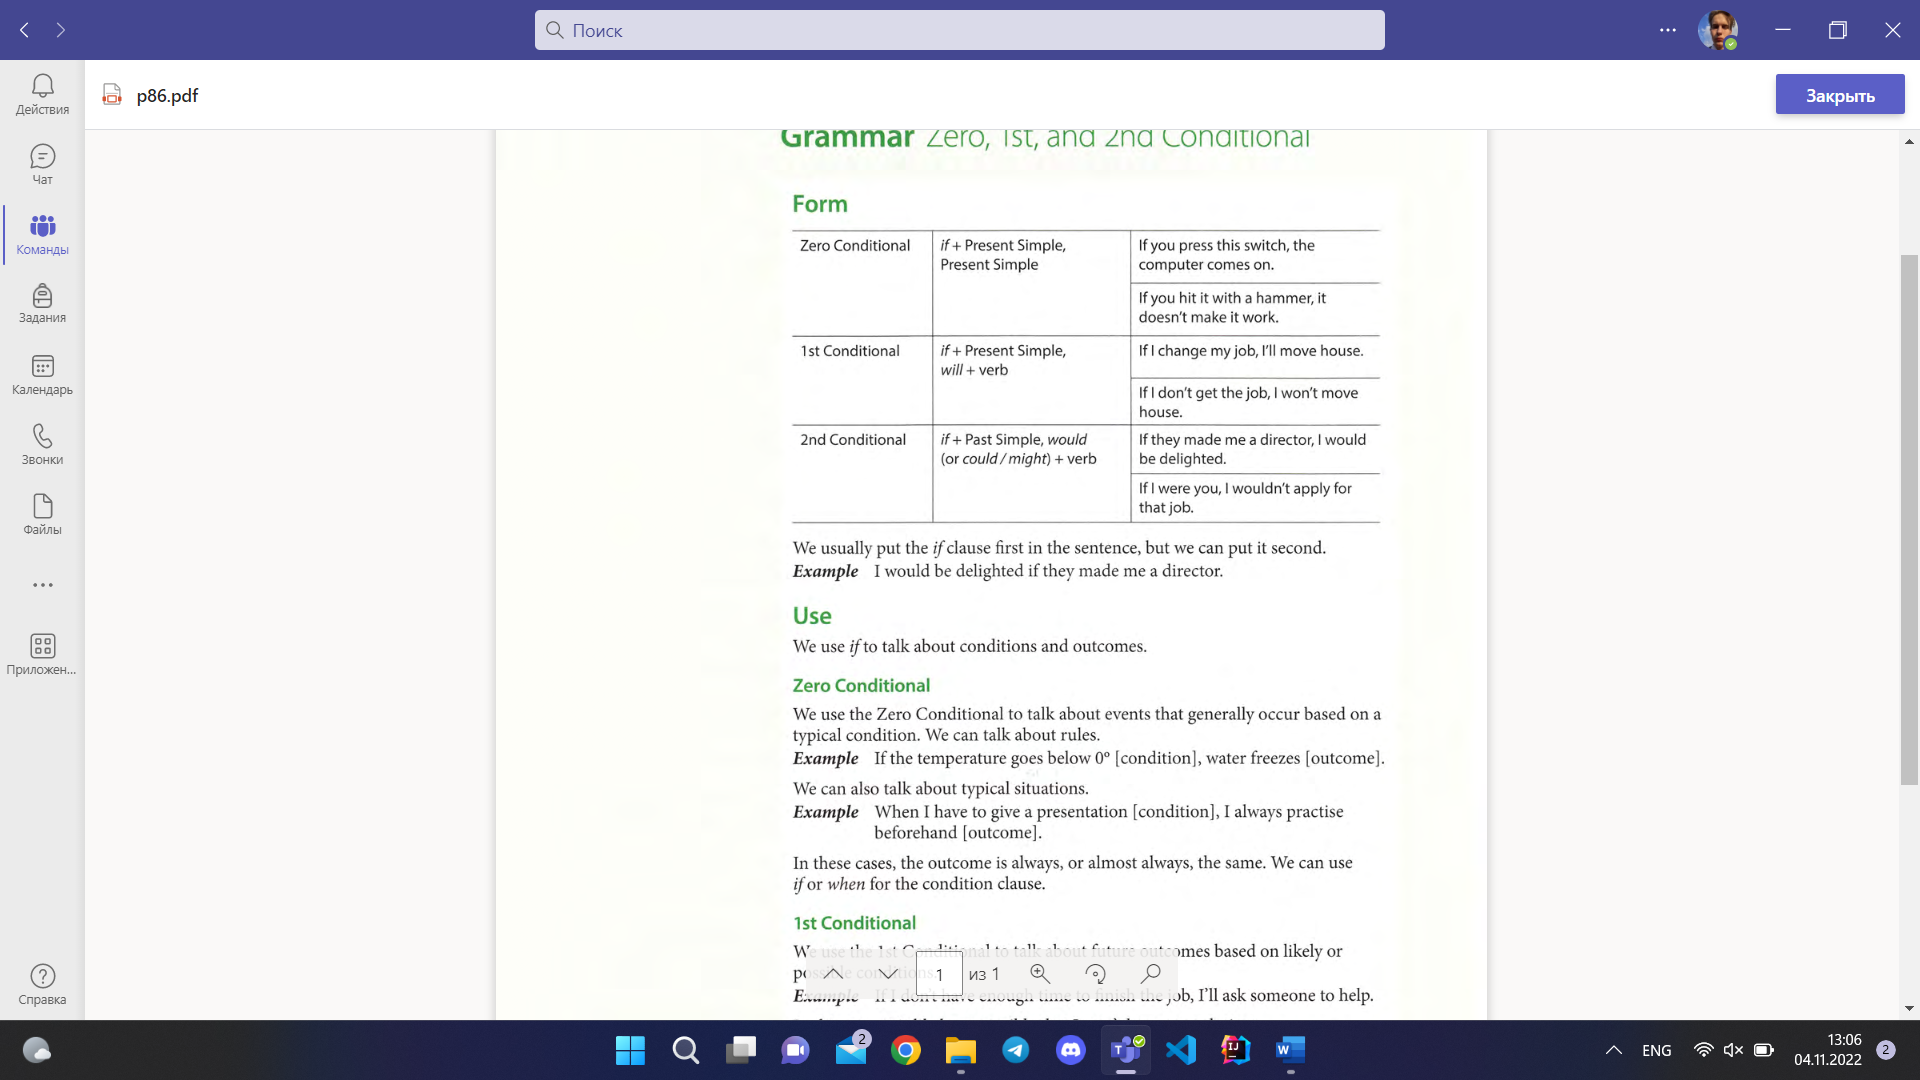 Поиск
Действия
Чат
Команды
Задания
Календарь
Звонки
Файлы
Приложен...
Справка
p86.pdf
Закрыть
Grammar Zero, 1st, and 2nd Conditional
Form
Zero Conditional
if + Present Simple,
Present Simple
If you press this switch, the
computer comes on.
If you hit it with a hammer, it
doesn't make it work.
1st Conditional
if + Present Simple,
will + verb
If I change my job, I'll move house.
If I don't get the job, I won't move
house.
2nd Conditional
if + Past Simple, would
(or could / might) + verb
If they made me a director, I would
be delighted.
If I were you, I wouldn't apply for
that job.
We usually put the if clause first in the sentence, but we can put it second.
Example I would be delighted if they made me a director.
Use
We use if to talk about conditions and outcomes.
Zero Conditional
We use the Zero Conditional to talk about events that generally occur based on a
typical condition. We can talk about rules.
Example If the temperature goes below 0° [condition], water freezes [outcome].
We can also talk about typical situations.
Example When I have to give a presentation [condition], I always practise
beforehand [outcome].
In these cases, the outcome is always, or almost always, the same. We can use
if or when for the condition clause.
1st Conditional
We use the 1st Conditional to talk about future outcomes based on likely or
possible conditions.
Example If I don't have enough time to finish the job, I'll ask someone to help.
1 из 1
2
ENG
13:06
04.11.2022
2